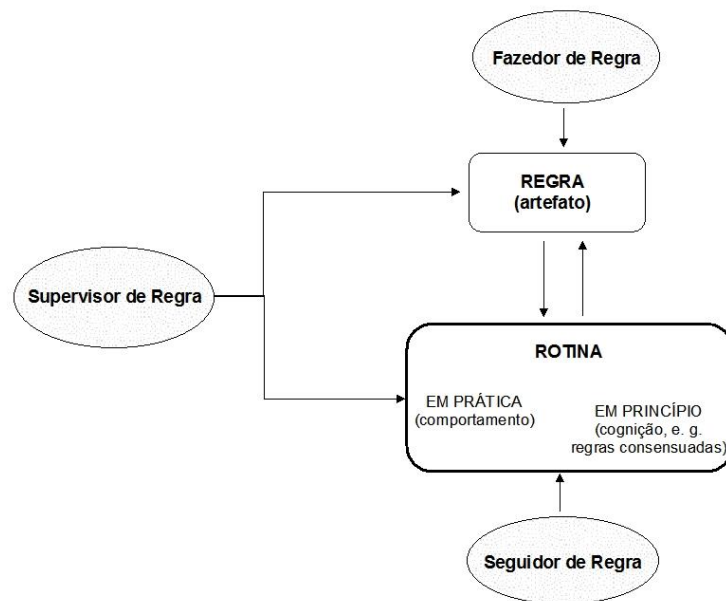 Fazedor de Regra
REGRA
(artefato)
Supervisor de Regra
ROTINA
EM PRÁTICA
(comportamento)
EM PRINCÍPIO
(cognição, e. g.
regras consensuadas)
Seguidor de Regra